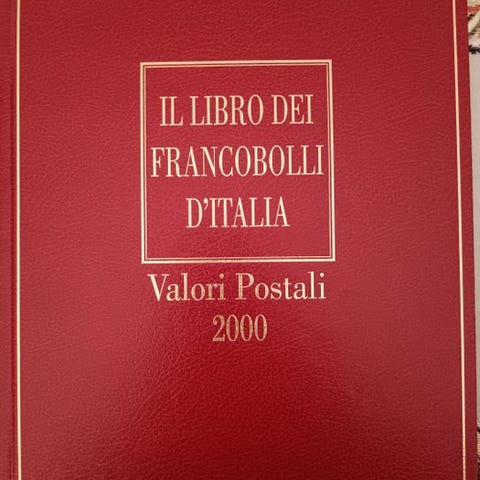 IL LIBRO DEI
FRANCOBOLLI
D'ITALIA
Valori Postali
2000